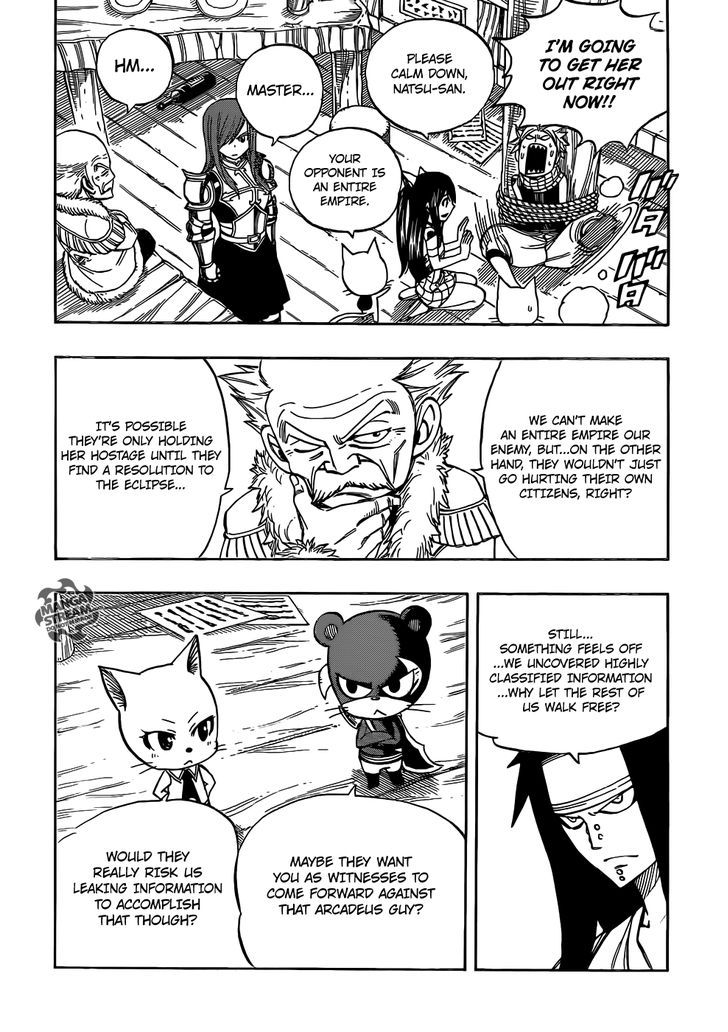 I'M GOING
TO GET HER
OUT RIGHT
NOW!!
PLEASE
CALM DOWN,
NATSU-SAN.
YOUR
OPPONENT IS
AN ENTIRE
EMPIRE.
MASTER...
HM...
バタ
バタ
WE CAN'T MAKE
AN ENTIRE EMPIRE OUR
ENEMY, BUT...ON THE OTHER
HAND, THEY WOULDN'T JUST
GO HURTING THEIR OWN
CITIZENS, RIGHT?
IT'S POSSIBLE
THEY'RE ONLY HOLDING
HER HOSTAGE UNTIL THEY
FIND A RESOLUTION TO
THE ECLIPSE...
STILL...
SOMETHING FEELS OFF
...WE UNCOVERED HIGHLY
CLASSIFIED INFORMATION
...WHY LET THE REST OF
US WALK FREE?
MAYBE THEY WANT
YOU AS WITNESSES TO
COME FORWARD AGAINST
THAT ARCADEUS GUY?
WOULD THEY
REALLY RISK US
LEAKING INFORMATION
TO ACCOMPLISH
THAT THOUGH?
MANGA
STREAM